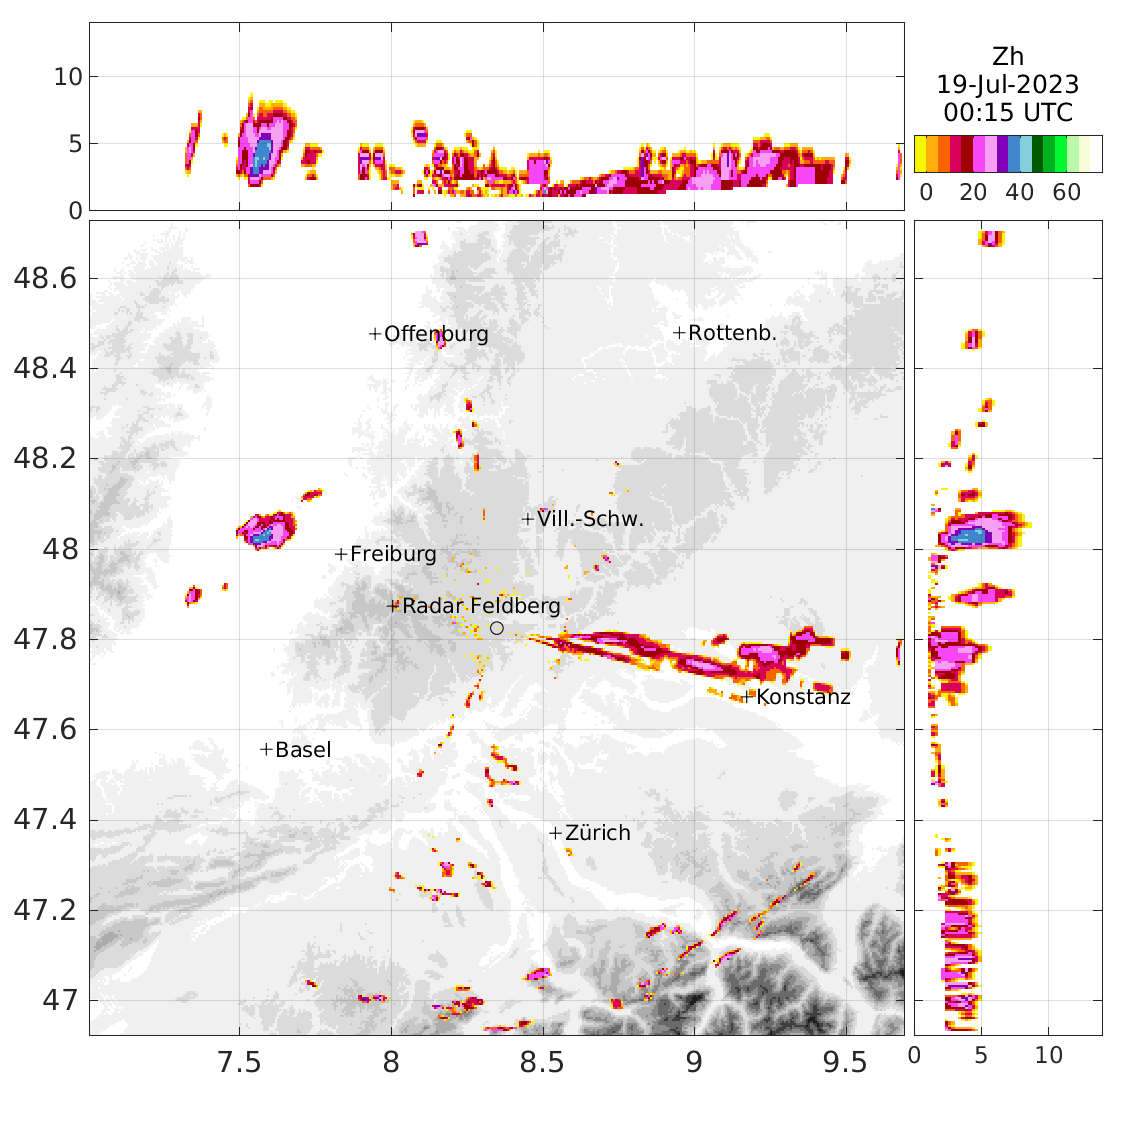 10
5
0
Zh
19-Jul-2023
00:15 UTC
0 20 40 60
48.6
48.4
48.2
48
47.8
47.6
47.4
47.2
47
Offenburg
Rottenb.
Vill.-Schw.
Freiburg
Radar Feldberg
Konstanz
Basel
Zürich
7.5 8 8.5 9 9.5
0 5 10